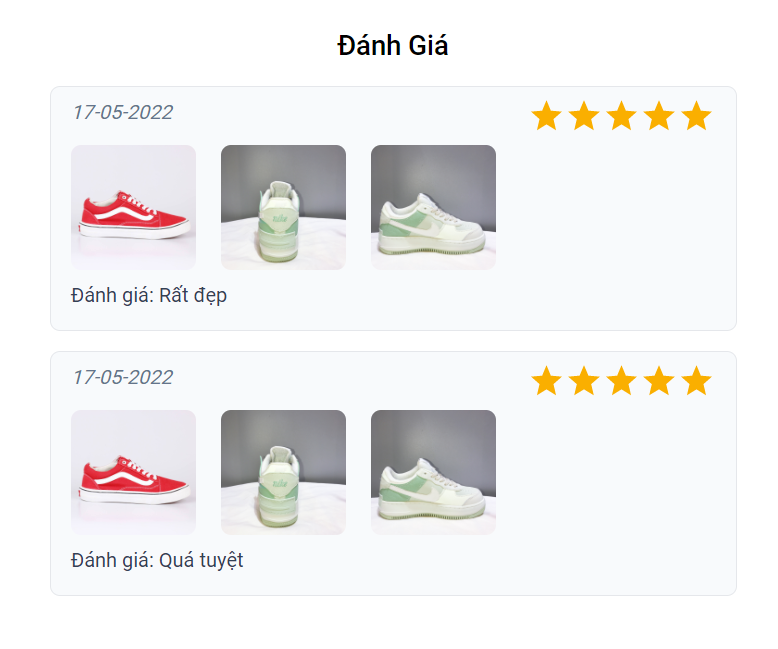 Đánh Giá
17-05-2022
Đánh giá: Rất đẹp
17-05-2022
Đánh giá: Quá tuyệt